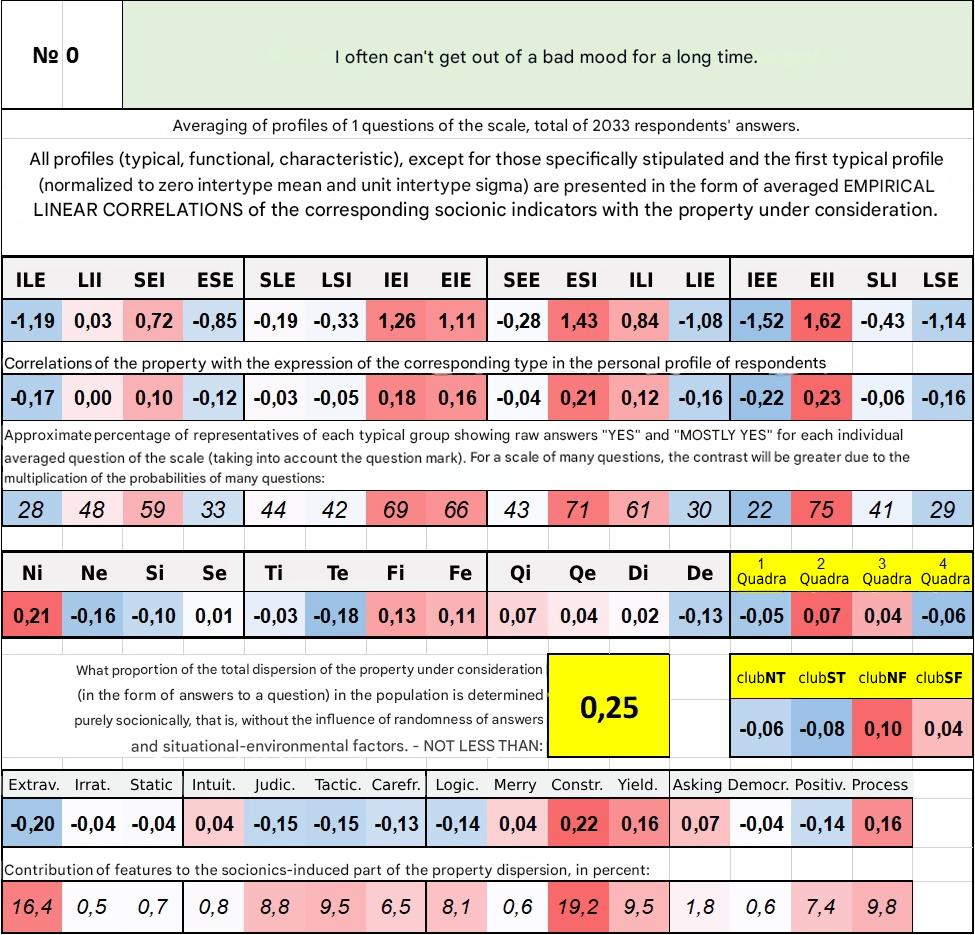 № 0
I often can't get out of a bad mood for a long time.
Averaging of profiles of 1 questions of the scale, total of 2033 respondents' answers.
All profiles (typical, functional, characteristic), except for those specifically stipulated and the first typical profile
(normalized to zero intertype mean and unit intertype sigma) are presented in the form of averaged EMPIRICAL
LINEAR CORRELATIONS of the corresponding socionic indicators with the property under consideration.
ILE LII SEI ESE SLE LSI IEI EIE SEE ESI ILI LIE IEE EII SLI LSE
-1,19 0,03 0,72 -0,85 -0,19 -0,33 1,26 1,11 -0,28 1,43 0,84 -1,08 -1,52 1,62 -0,43 -1,14
Correlations of the property with the expression of the corresponding type in the personal profile of respondents
-0,17 0,00 0,10 -0,12 -0,03 -0,05 0,18 0,16 -0,04 0,21 0,12 -0,16 -0,22 0,23 -0,06 -0,16
Approximate percentage of representatives of each typical group showing raw answers "YES" and "MOSTLY YES" for each individual
averaged question of the scale (taking into account the question mark). For a scale of many questions, the contrast will be greater due to the
multiplication of the probabilities of many questions:
28 48 59 33 44 42 69 66 43 71 61 30 22 75 41 29
Ni Ne Si Se Ti Te Fi Fe Qi Qe Di De 1 Quadra 2 Quadra 3 Quadra 4 Quadra
0,21 -0,16 -0,10 0,01 -0,03 -0,18 0,13 0,11 0,07 0,04 0,02 -0,13 -0,05 0,07 0,04 -0,06
What proportion of the total dispersion of the property under consideration
(in the form of answers to a question) in the population is determined
purely socionically, that is, without the influence of randomness of answers
and situational-environmental factors. - NOT LESS THAN:
0,25
clubNT clubST clubNF clubSF
-0,06 -0,08 0,10 0,04
Extrav. Irrat. Static Intuit. Judic. Tactic. Carefr. Logic. Merry Constr. Yield. Asking Democr. Positiv. Process
-0,20 -0,04 -0,04 0,04 -0,15 -0,15 -0,13 -0,14 0,04 0,22 0,16 0,07 -0,04 -0,14 0,16
Contribution of features to the socionics-induced part of the property dispersion, in percent:
16,4 0,5 0,7 0,8 8,8 9,5 6,5 8,1 0,6 19,2 9,5 1,8 0,6 7,4 9,8